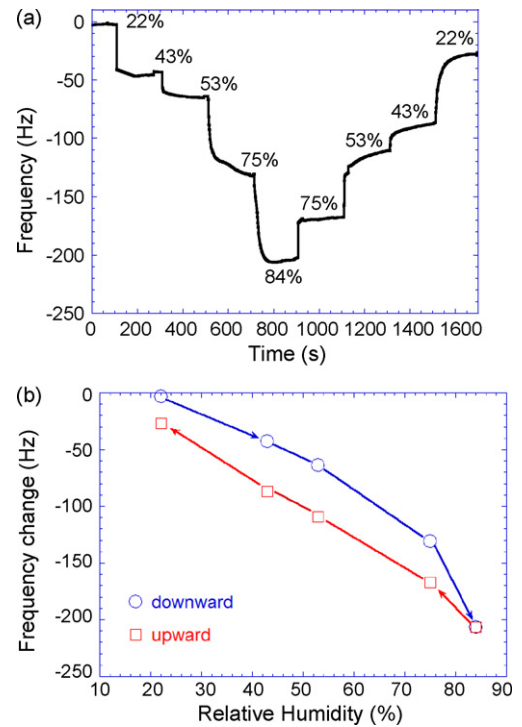 (a)
Frequency (Hz)
0
-50
-100
-150
-200
-250
22%
43%
53%
75%
84%
75%
53%
43%
22%
0 200 400 600 800 1000 1200 1400 1600
Time (s)
(b)
Frequency change (Hz)
0
-50
-100
-150
-200
-250
downward
upward
10 20 30 40 50 60 70 80 90
Relative Humidity (%)